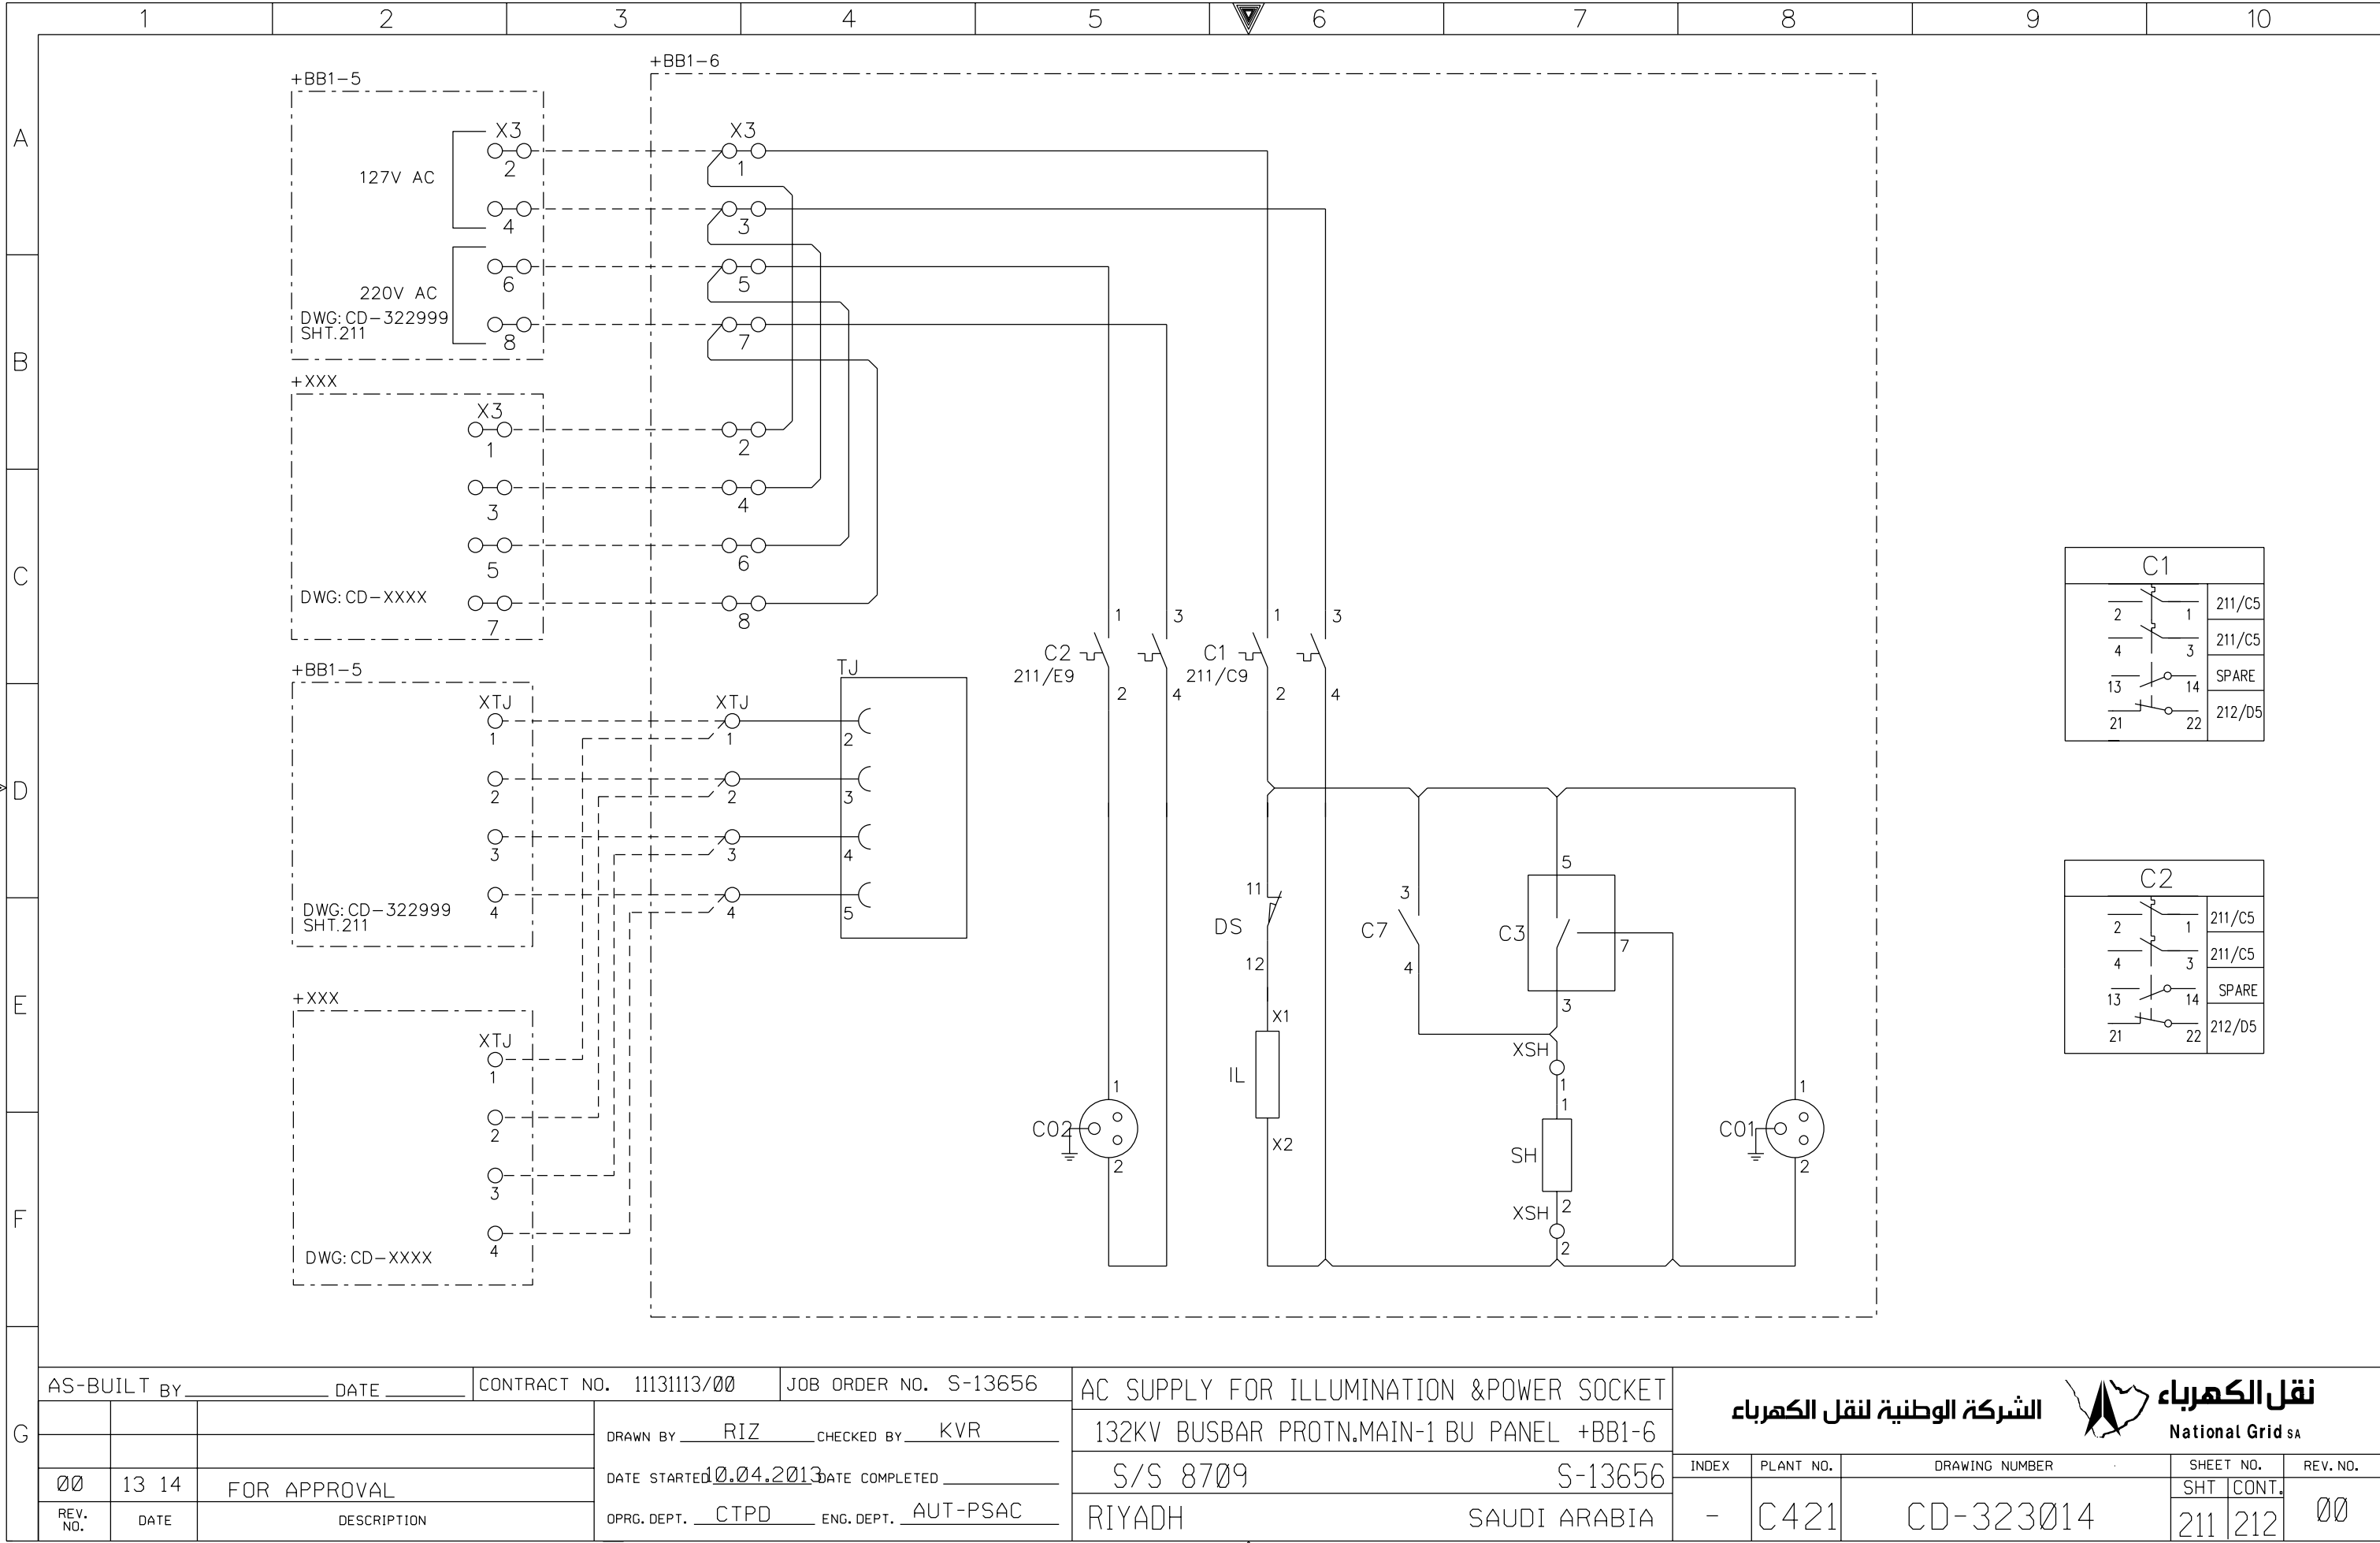 1 2 3 4 5 6 7 8 9 10
A
B
C
D
E
F
G
+BB1-5
X3
2
127V AC
4
6
220V AC
DWG:CD-322999
SHT.211
8
+XXX
X3
1
3
5
DWG:CD-XXXX
7
+BB1-5
XTJ
1
2
3
DWG:CD-322999
SHT.211
4
+XXX
XTJ
1
2
3
4
DWG:CD-XXXX
+BB1-6
X3
1
3
5
7
2
4
6
8
XTJ
1
2
3
4
TJ
2
3
4
5
1 3 1 3
C2
211/E9
C1
211/C9
2 4 2 4
11
DS
12
X1
IL
X2
3
C7
4
5
C3
7
3
XSH
1
1
SH
2
XSH
2
1
CO2
2
1
CO1
2
C1
2 1 211/C5
4 3 211/C5
13 14 SPARE
21 22 212/D5
C2
2 1 211/C5
4 3 211/C5
13 14 SPARE
21 22 212/D5
AS-BUILT BY DATE
CONTRACT NO. 11131113/00
JOB ORDER NO. S-13656
00 13 14 FOR APPROVAL
REV. NO. DATE DESCRIPTION
DRAWN BY RIZ CHECKED BY KVR
DATE STARTED 10.04.2013 DATE COMPLETED
OPRG. DEPT. CTPD ENG. DEPT. AUT-PSAC
AC SUPPLY FOR ILLUMINATION &POWER SOCKET
132KV BUSBAR PROTN.MAIN-1 BU PANEL +BB1-6
S/S 8709 S-13656
RIYADH SAUDI ARABIA
الشركة الوطنية لنقل الكهرباء
نقل الكهرباء
National Grid SA
INDEX PLANT NO. DRAWING NUMBER SHEET NO. REV. NO.
SHT CONT.
- C421 CD-323014 211 212 00